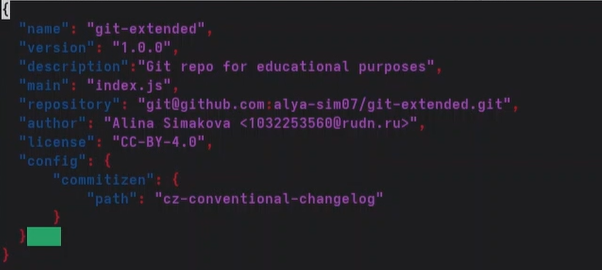 {
  "name": "git-extended",
  "version": "1.0.0",
  "description":"Git repo for educational purposes",
  "main": "index.js",
  "repository": "git@github.com:alya-sim07/git-extended.git",
  "author": "Alina Simakova <1032253560@rudn.ru>",
  "license": "CC-BY-4.0",
  "config": {
      "commitizen": {
          "path": "cz-conventional-changelog"
      }
  }
}